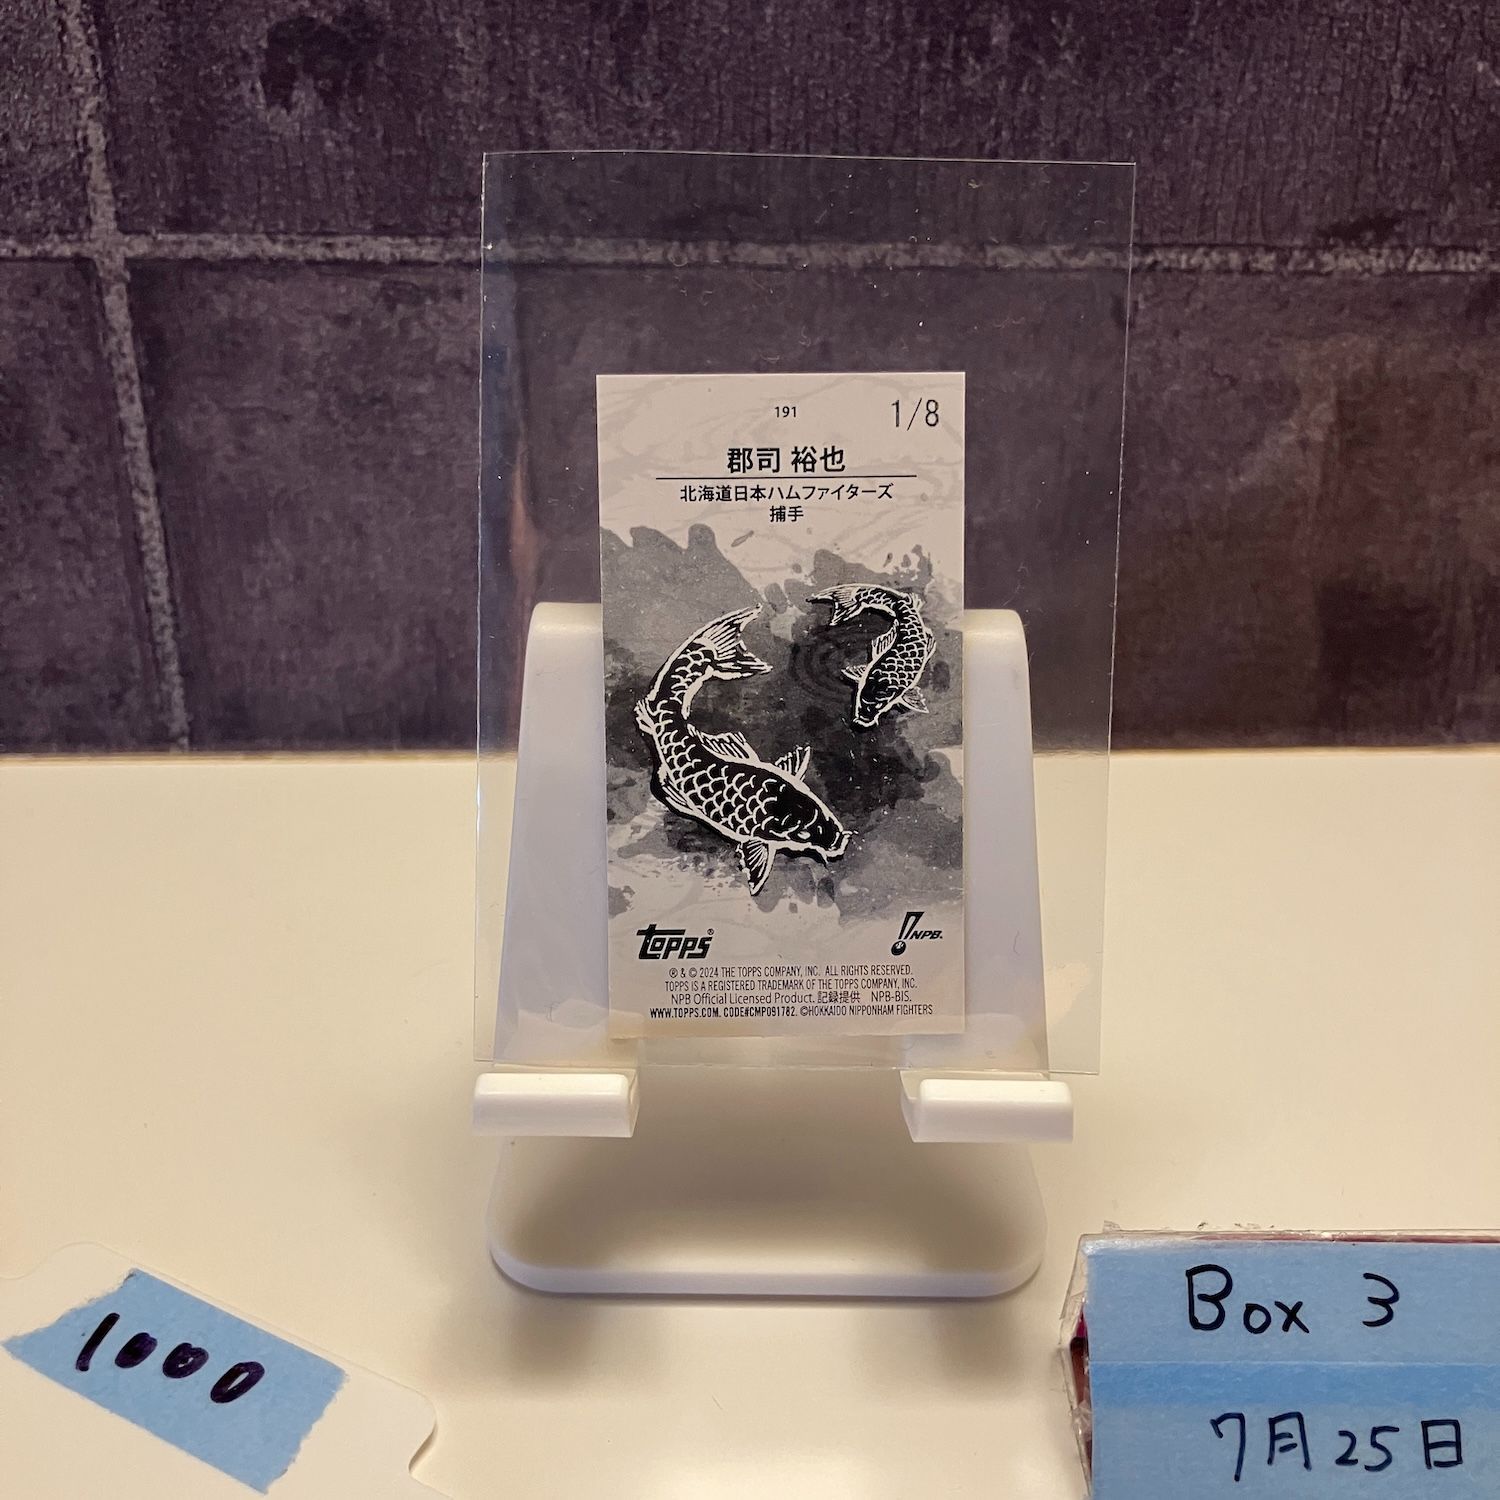 191
1/8
郡司 裕也
北海道日本ハムファイターズ
捕手
Topps®
NPB.
® & © 2024 THE TOPPS COMPANY, INC. ALL RIGHTS RESERVED.
TOPPS IS A REGISTERED TRADEMARK OF THE TOPPS COMPANY, INC.
NPB Official Licensed Product. 記録提供 NPB-BIS.
WWW.TOPPS.COM. CODE#CMP091782. ©HOKKAIDO NIPPONHAM FIGHTERS
1000
Box 3
7月25日